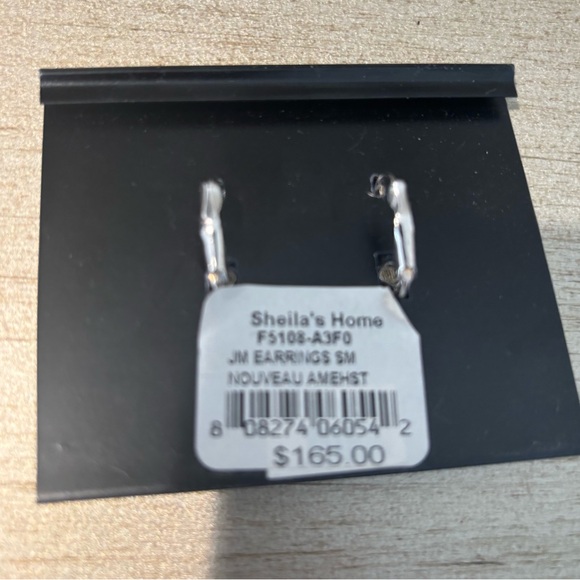 Sheila's Home
F5108-A3F0
JM EARRINGS SM
NOUVEAU AMEHST
8 08274 06054 2
$165.00